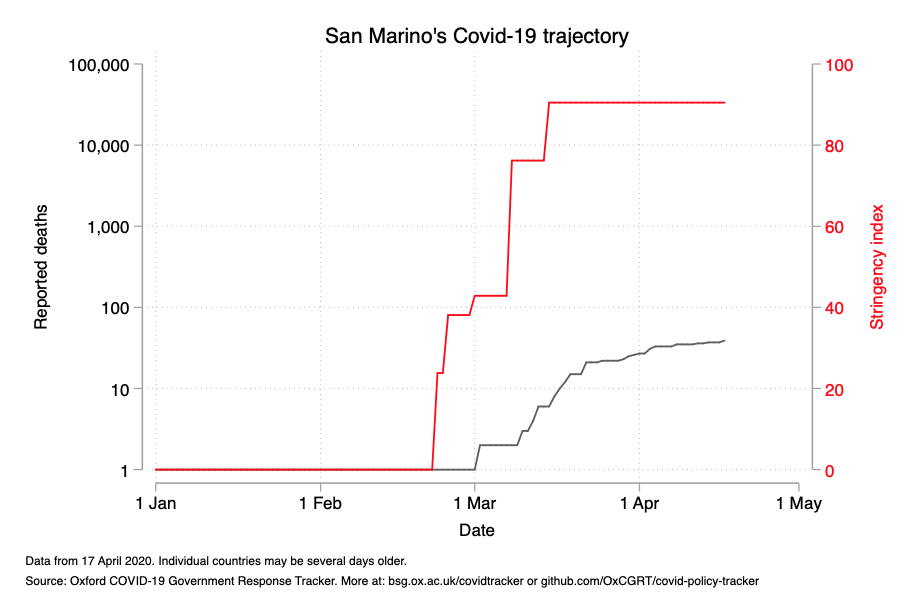 San Marino's Covid-19 trajectory
100,000
10,000
1,000
100
10
1
Reported deaths
100
80
60
40
20
0
Stringency index
1 Jan
1 Feb
1 Mar
1 Apr
1 May
Date
Data from 17 April 2020. Individual countries may be several days older.
Source: Oxford COVID-19 Government Response Tracker. More at: bsg.ox.ac.uk/covidtracker or github.com/OxCGRT/covid-policy-tracker